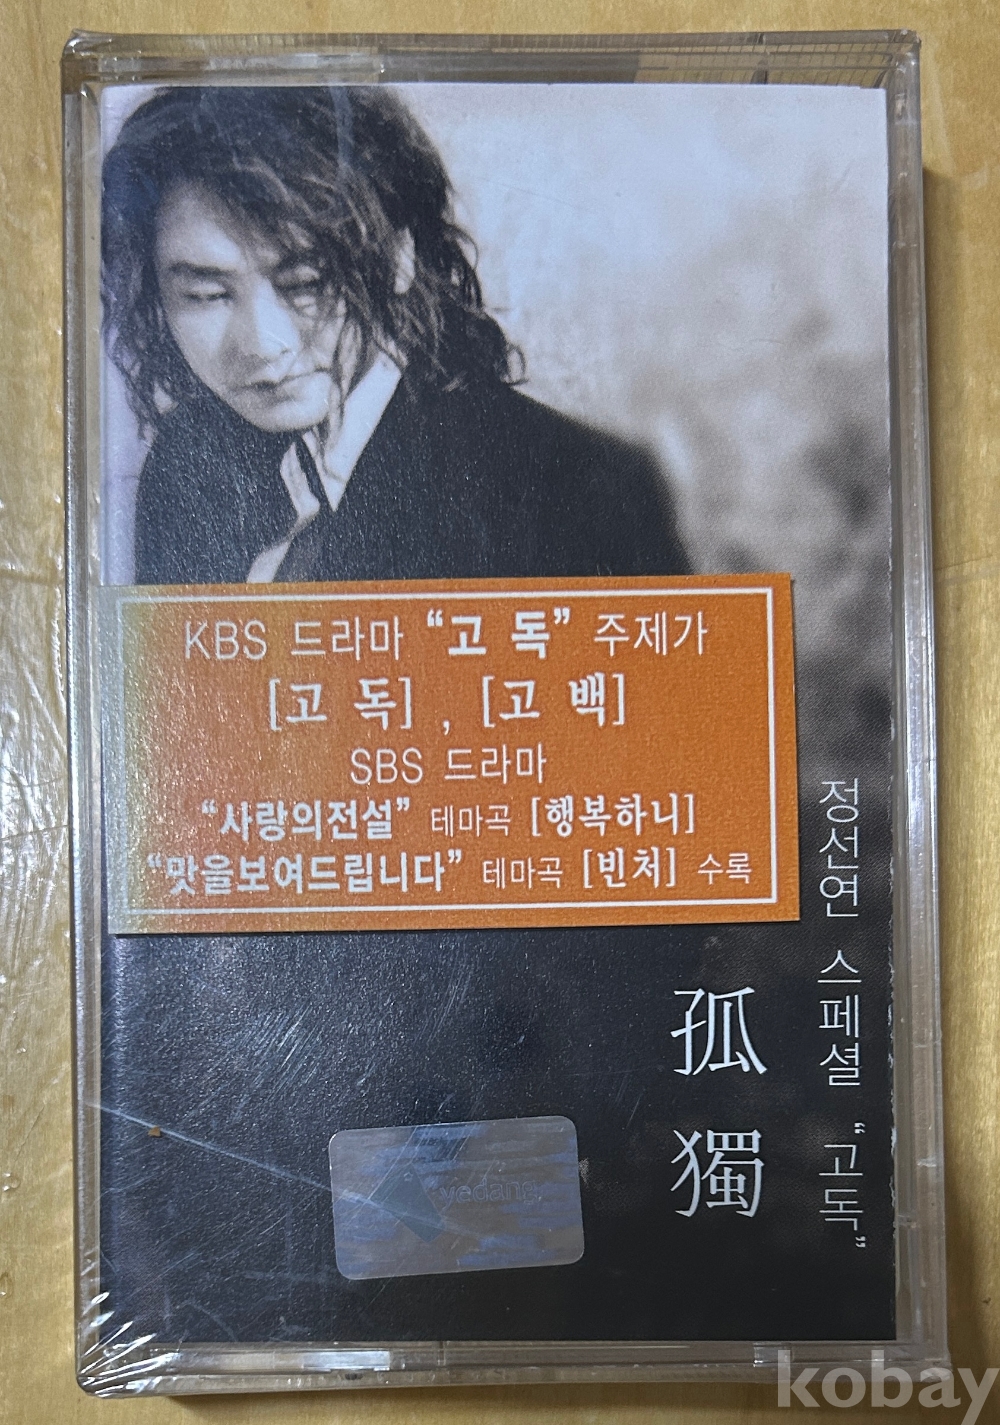 KBS 드라마 “고 독” 주제가
[고 독] , [고 백]
SBS 드라마
“사랑의전설” 테마곡 [행복하니]
“맛을보여드립니다” 테마곡 [빈처] 수록
정선연 스페셜 “고독”
孤
獨
yedang
kobay